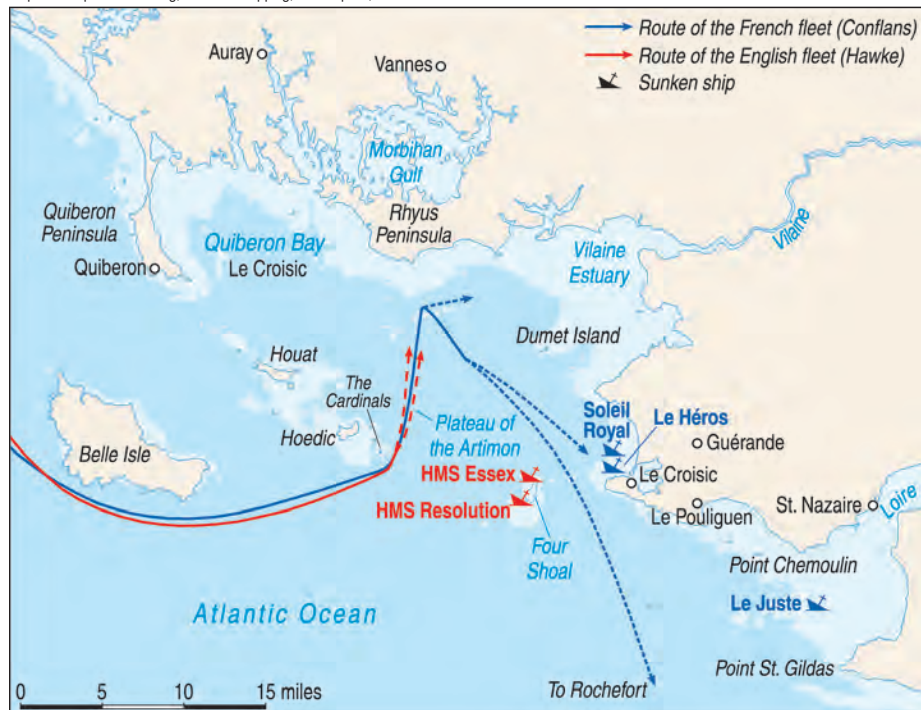 Route of the French fleet (Conflans)
Route of the English fleet (Hawke)
Sunken ship
Auray
Vannes
Morbihan
Gulf
Quiberon
Peninsula
Rhyus
Peninsula
Vilaine
Quiberon Bay
Le Croisic
Vilaine
Estuary
Quiberon
Dumet Island
Houat
The
Cardinals
Plateau of
the Artimon
Hoedic
Belle Isle
Soleil
Royal
Le Héros
Guérande
HMS Essex
Le Croisic
HMS Resolution
Le Pouliguen
St. Nazaire
Loire
Four
Shoal
Point Chemoulin
Atlantic Ocean
Le Juste
Point St. Gildas
To Rochefort
0 5 10 15 miles